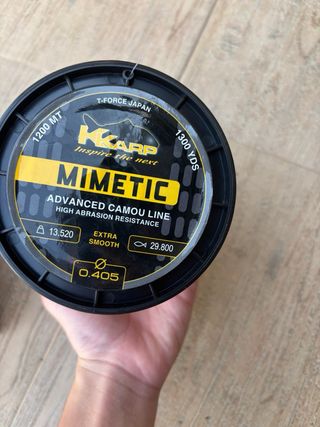 T-FORCE JAPAN
1200 MT
1300 YDS
K-KARP
Inspire the next
MIMETIC
ADVANCED CAMOU LINE
HIGH ABRASION RESISTANCE
13,520
EXTRA
SMOOTH
29.800
Ø
0.405